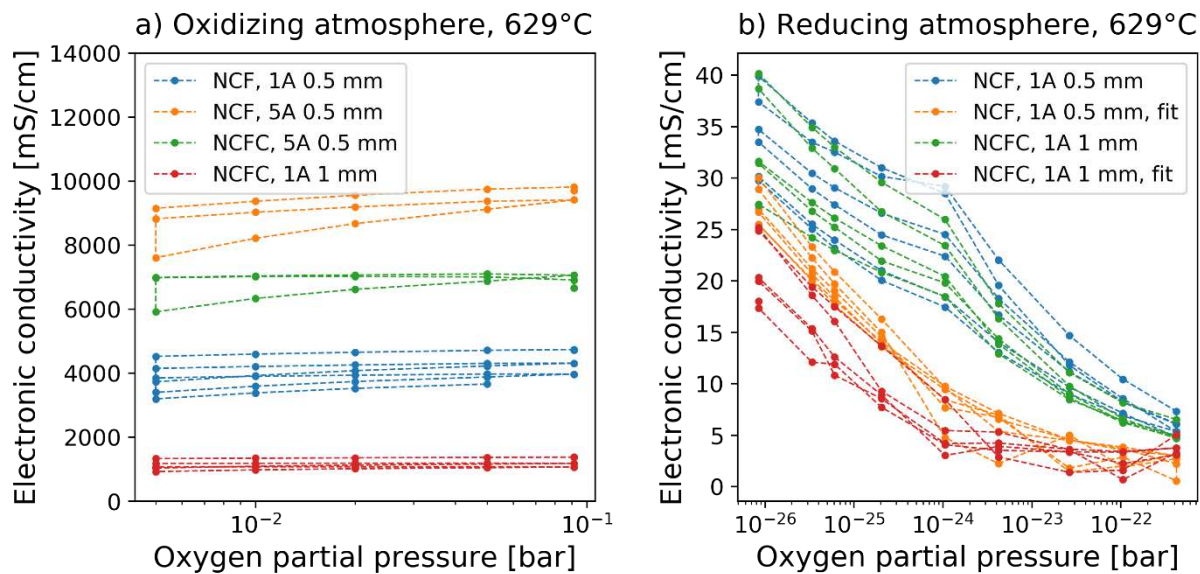 a) Oxidizing atmosphere, 629°C
Electronic conductivity [mS/cm]
14000
12000
10000
8000
6000
4000
2000
0
NCF, 1A 0.5 mm
NCF, 5A 0.5 mm
NCFC, 5A 0.5 mm
NCFC, 1A 1 mm
10⁻² 10⁻¹
Oxygen partial pressure [bar]
b) Reducing atmosphere, 629°C
Electronic conductivity [mS/cm]
40
35
30
25
20
15
10
5
0
NCF, 1A 0.5 mm
NCF, 1A 0.5 mm, fit
NCFC, 1A 1 mm
NCFC, 1A 1 mm, fit
10⁻²⁶ 10⁻²⁵ 10⁻²⁴ 10⁻²³ 10⁻²²
Oxygen partial pressure [bar]